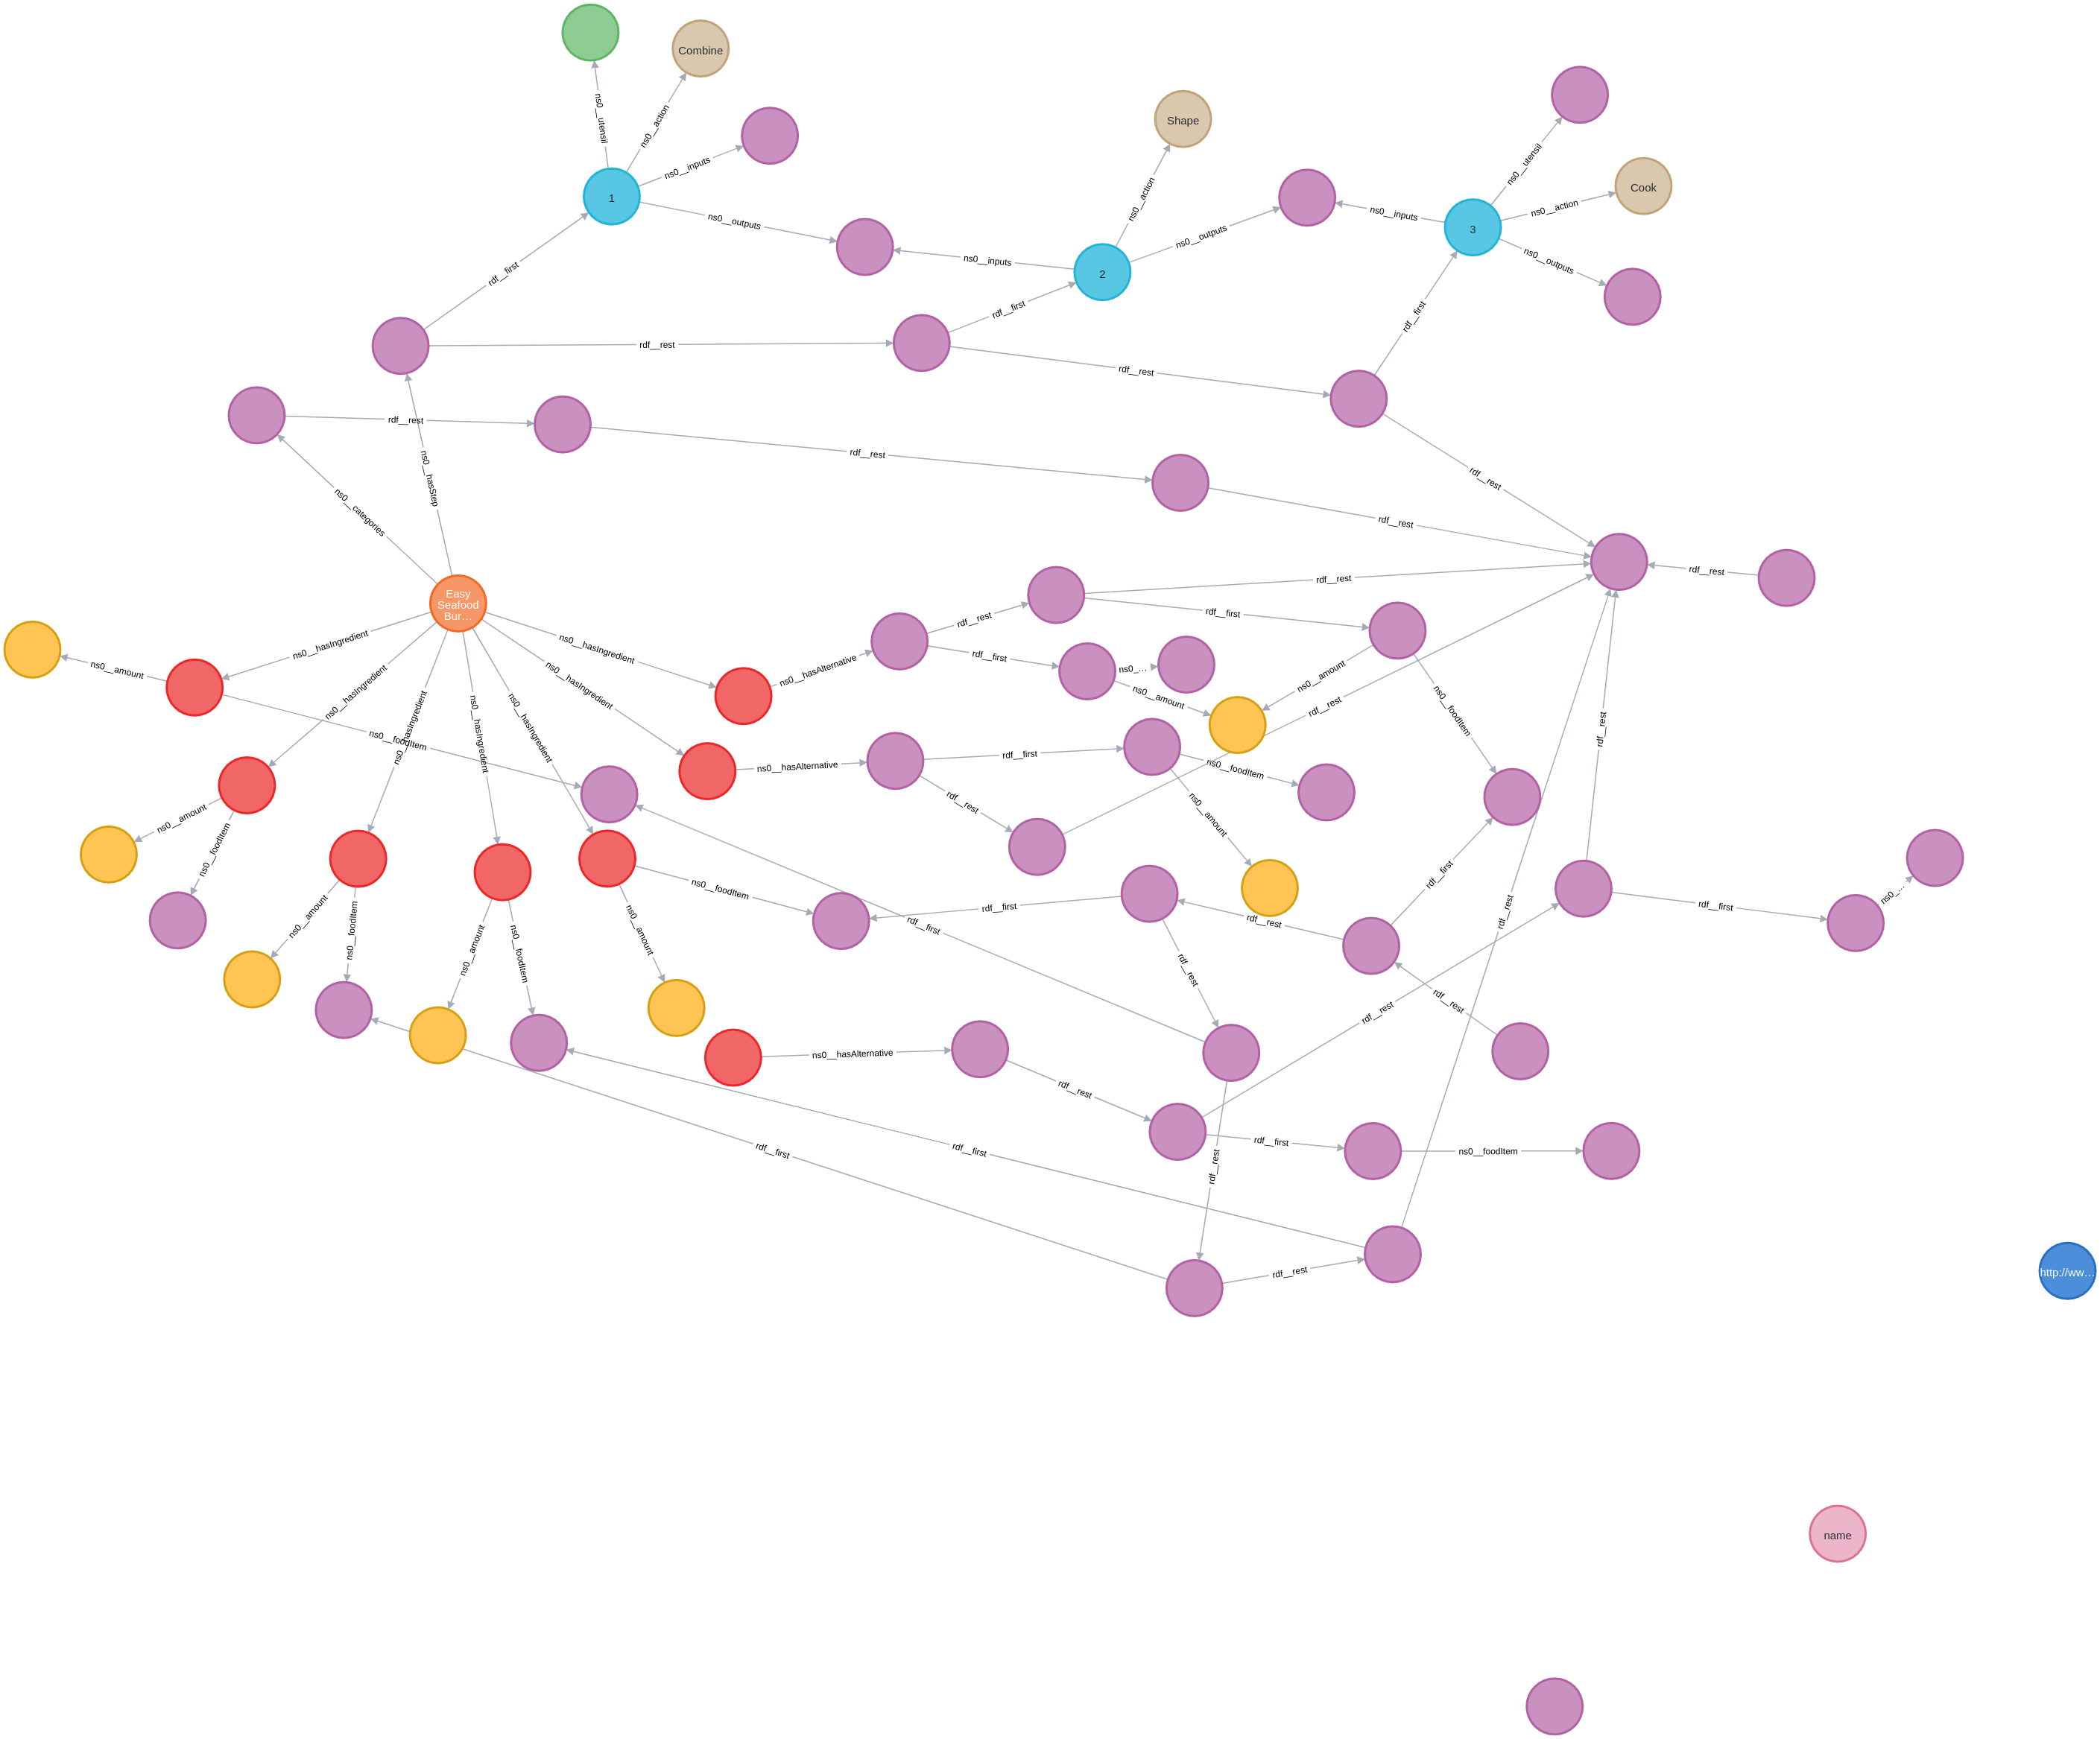 Combine
ns0__utensil
ns0__action
Shape
ns0__inputs
ns0__utensil
Cook
1
ns0__action
ns0__action
ns0__outputs
ns0__outputs
ns0__inputs
3
ns0__inputs
2
ns0__outputs
rdf__first
rdf__first
rdf__first
rdf__rest
rdf__rest
rdf__rest
rdf__rest
ns0__hasStep
rdf__rest
ns0__categories
rdf__rest
rdf__rest
rdf__rest
Easy
Seafood
Bur…
rdf__rest
rdf__first
ns0__hasIngredient
ns0__hasIngredient
rdf__first
ns0__amount
ns0__hasAlternative
ns0_…
ns0__amount
ns0__hasIngredient
ns0__hasIngredient
ns0__amount
rdf__rest
ns0__foodItem
ns0__hasIngredient
ns0__hasIngredient
ns0__hasIngredient
ns0__foodItem
rdf__rest
rdf__first
ns0__hasAlternative
ns0__foodItem
rdf__rest
ns0__amount
ns0__amount
ns0__foodItem
rdf__first
ns0__foodItem
ns0_…
rdf__first
rdf__first
rdf__first
rdf__rest
rdf__rest
ns0__amount
ns0__foodItem
ns0__amount
ns0__foodItem
ns0__amount
rdf__rest
rdf__rest
rdf__rest
ns0__hasAlternative
rdf__rest
rdf__first
rdf__first
rdf__first
ns0__foodItem
rdf__rest
rdf__rest
http://ww…
name